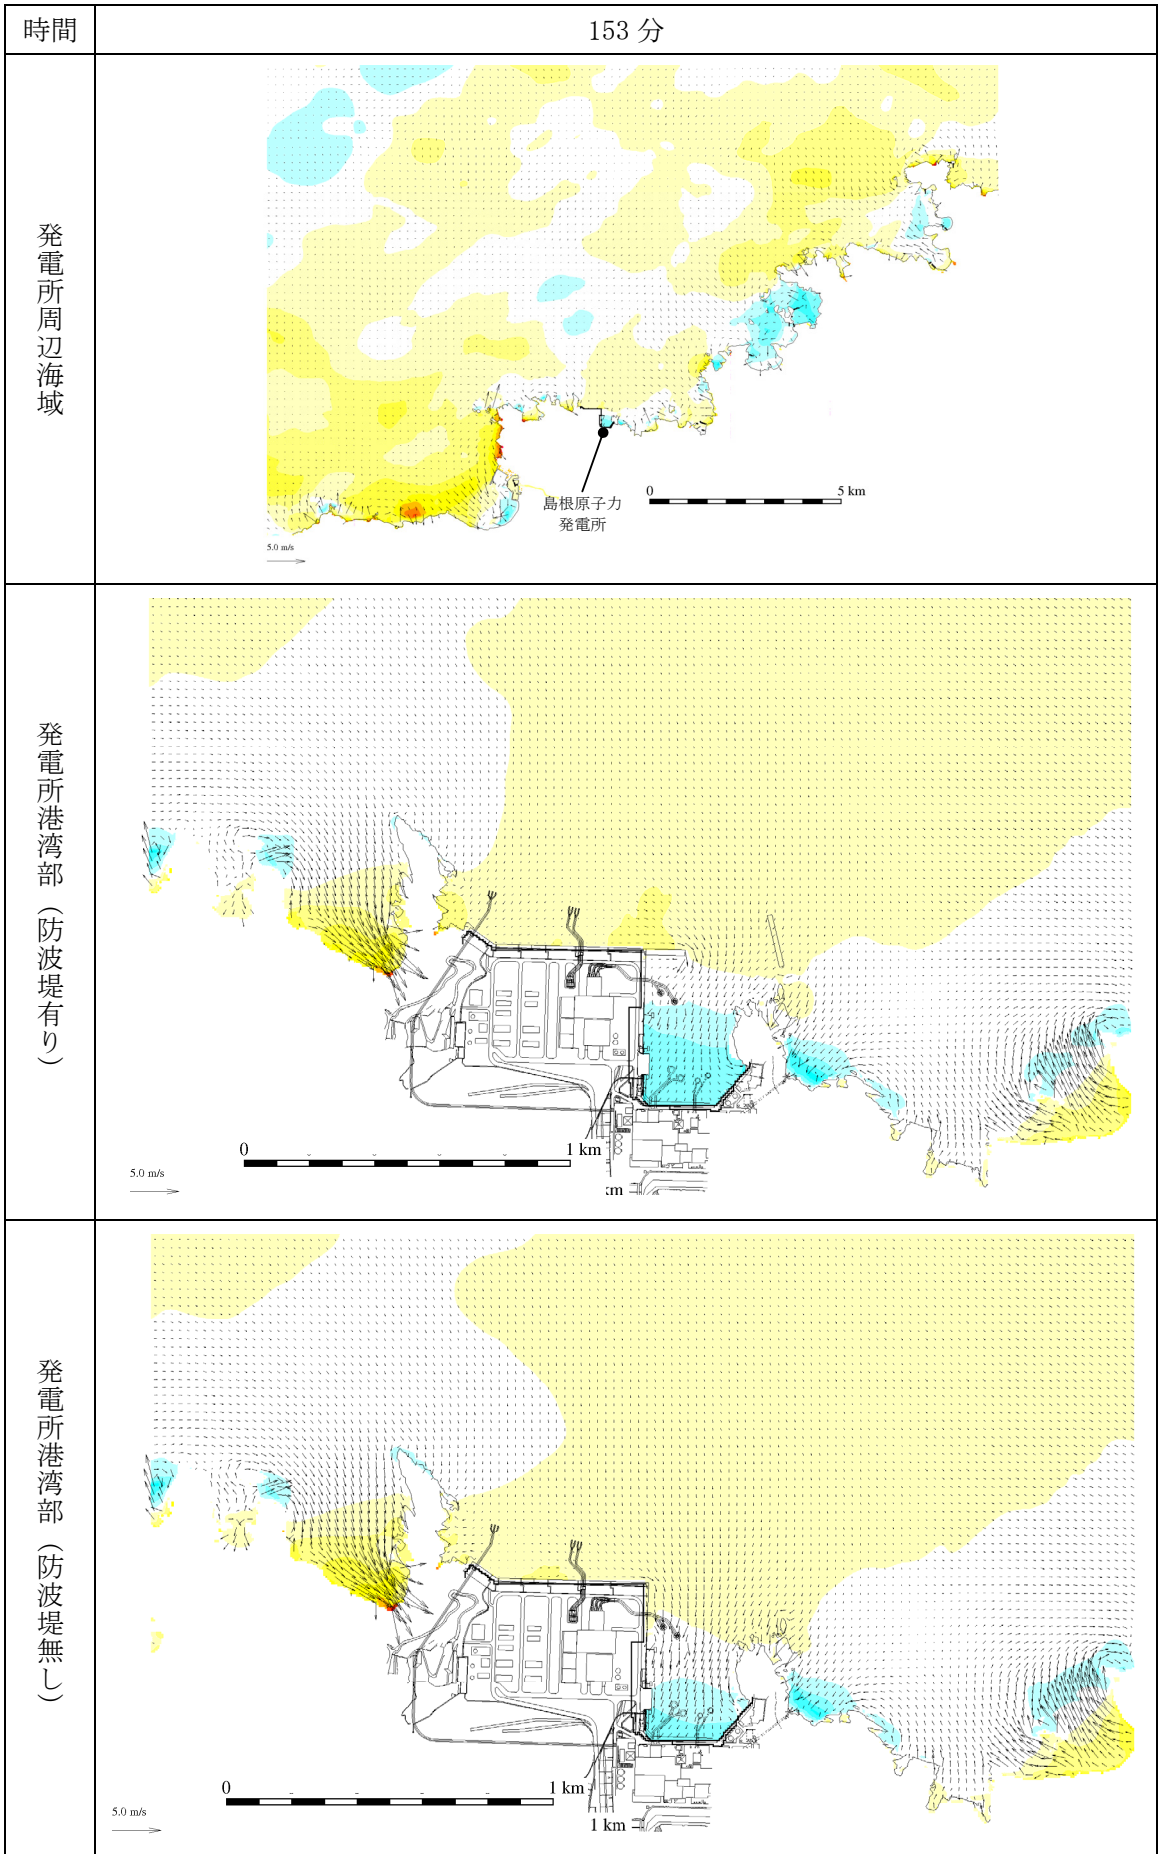 時間
153 分
発電所周辺海域
島根原子力
発電所
0
5 km
5.0 m/s
発電所港湾部（防波堤有り）
0
1 km
5.0 m/s
km
発電所港湾部（防波堤無し）
0
1 km
5.0 m/s
1 km